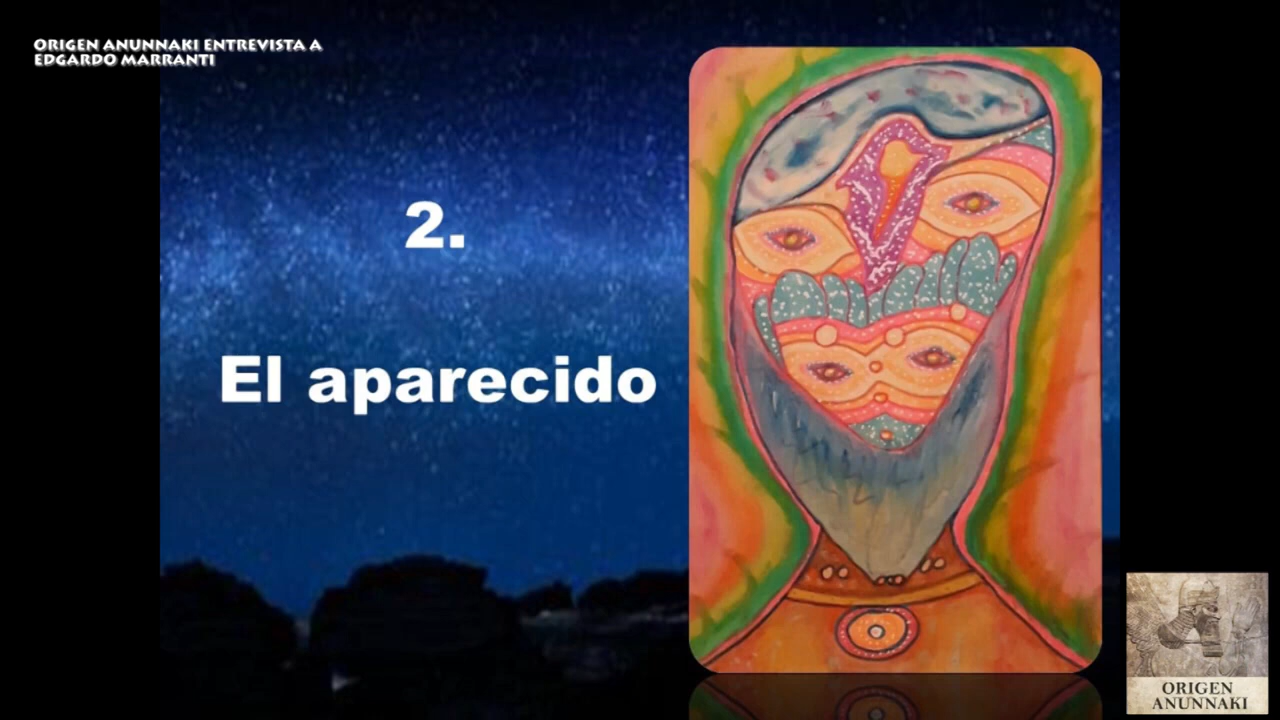 ORIGEN ANUNNAKI ENTREVISTA A
EDGARDO MARRANTI
2.
El aparecido
ORIGEN
ANUNNAKI